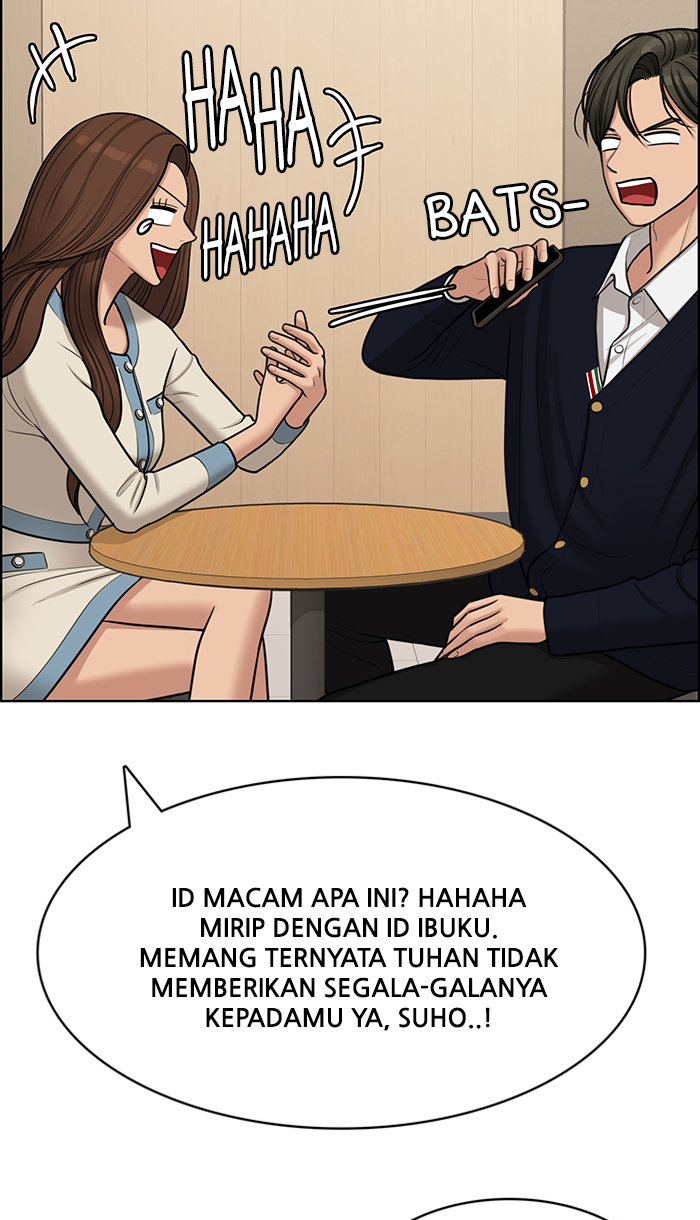 HAHA
HAHAHA
BATS-
ID MACAM APA INI? HAHAHA
MIRIP DENGAN ID IBUKU.
MEMANG TERNYATA TUHAN TIDAK
MEMBERIKAN SEGALA-GALANYA
KEPADAMU YA, SUHO..!